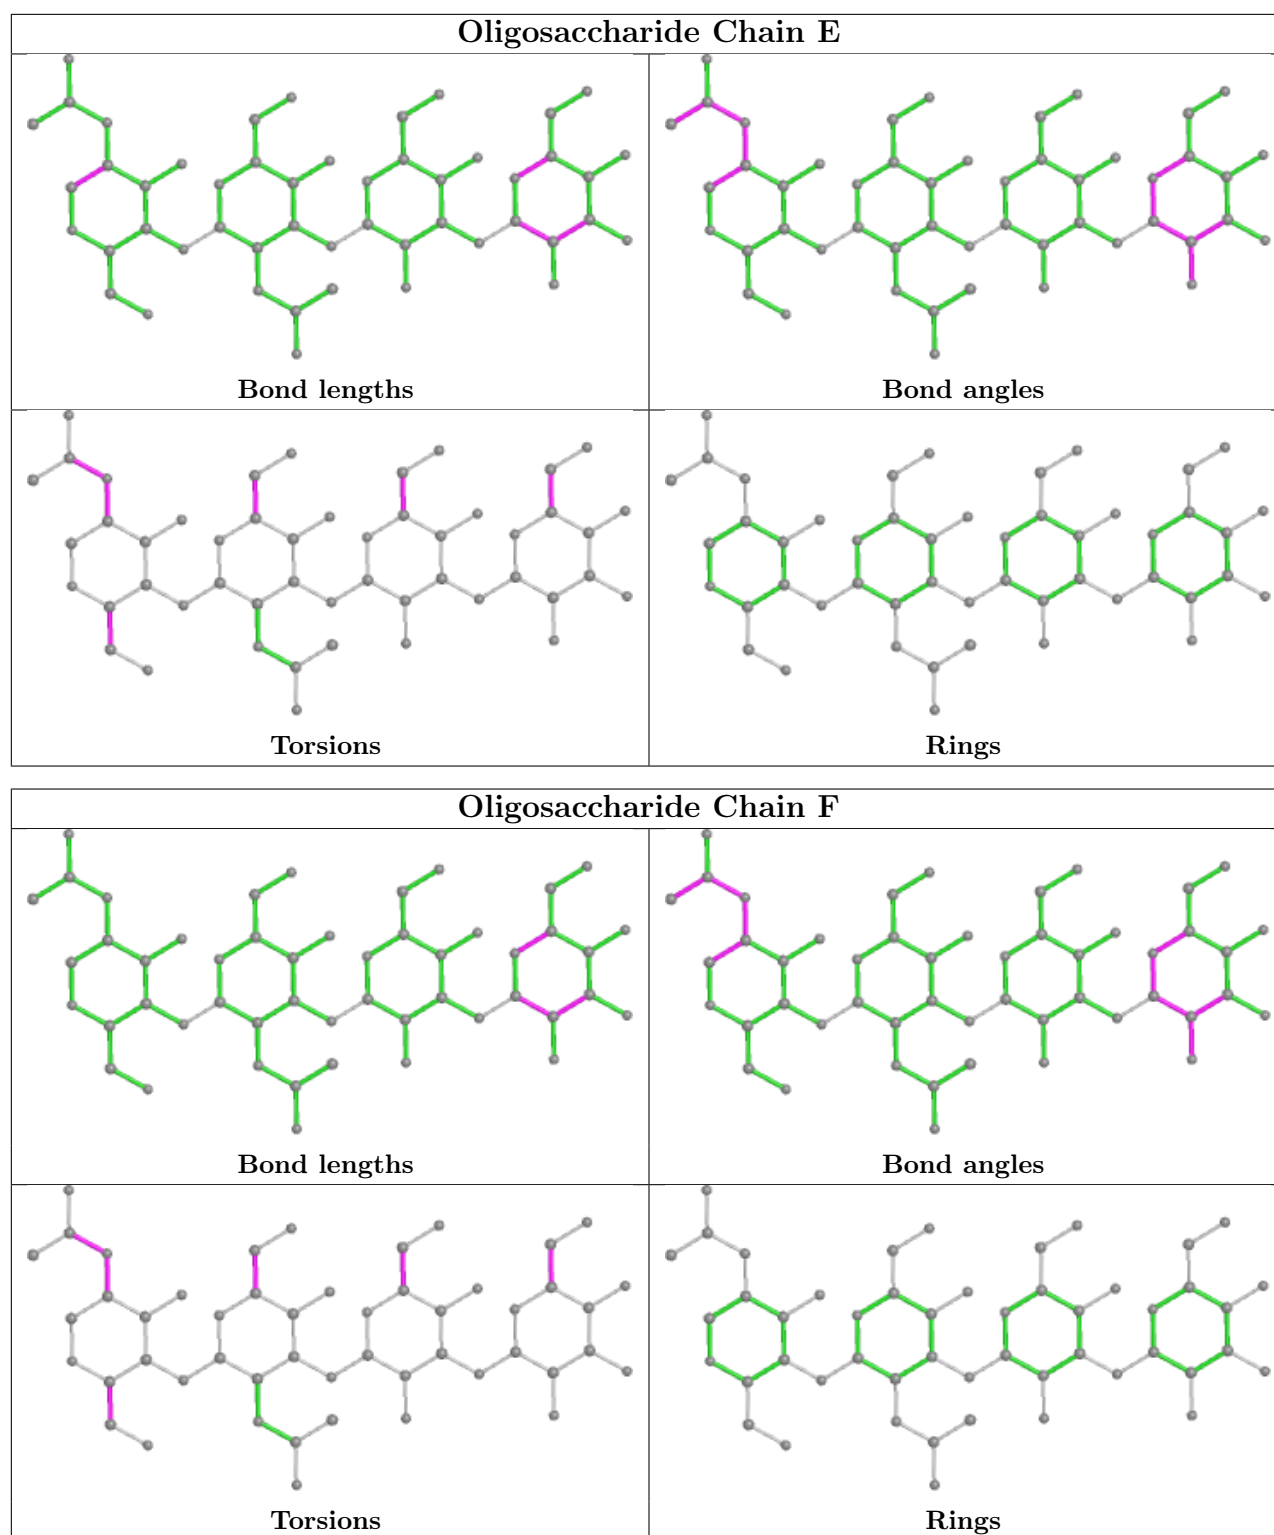 Oligosaccharide Chain E
Bond lengths
Bond angles
Torsions
Rings
Oligosaccharide Chain F
Bond lengths
Bond angles
Torsions
Rings